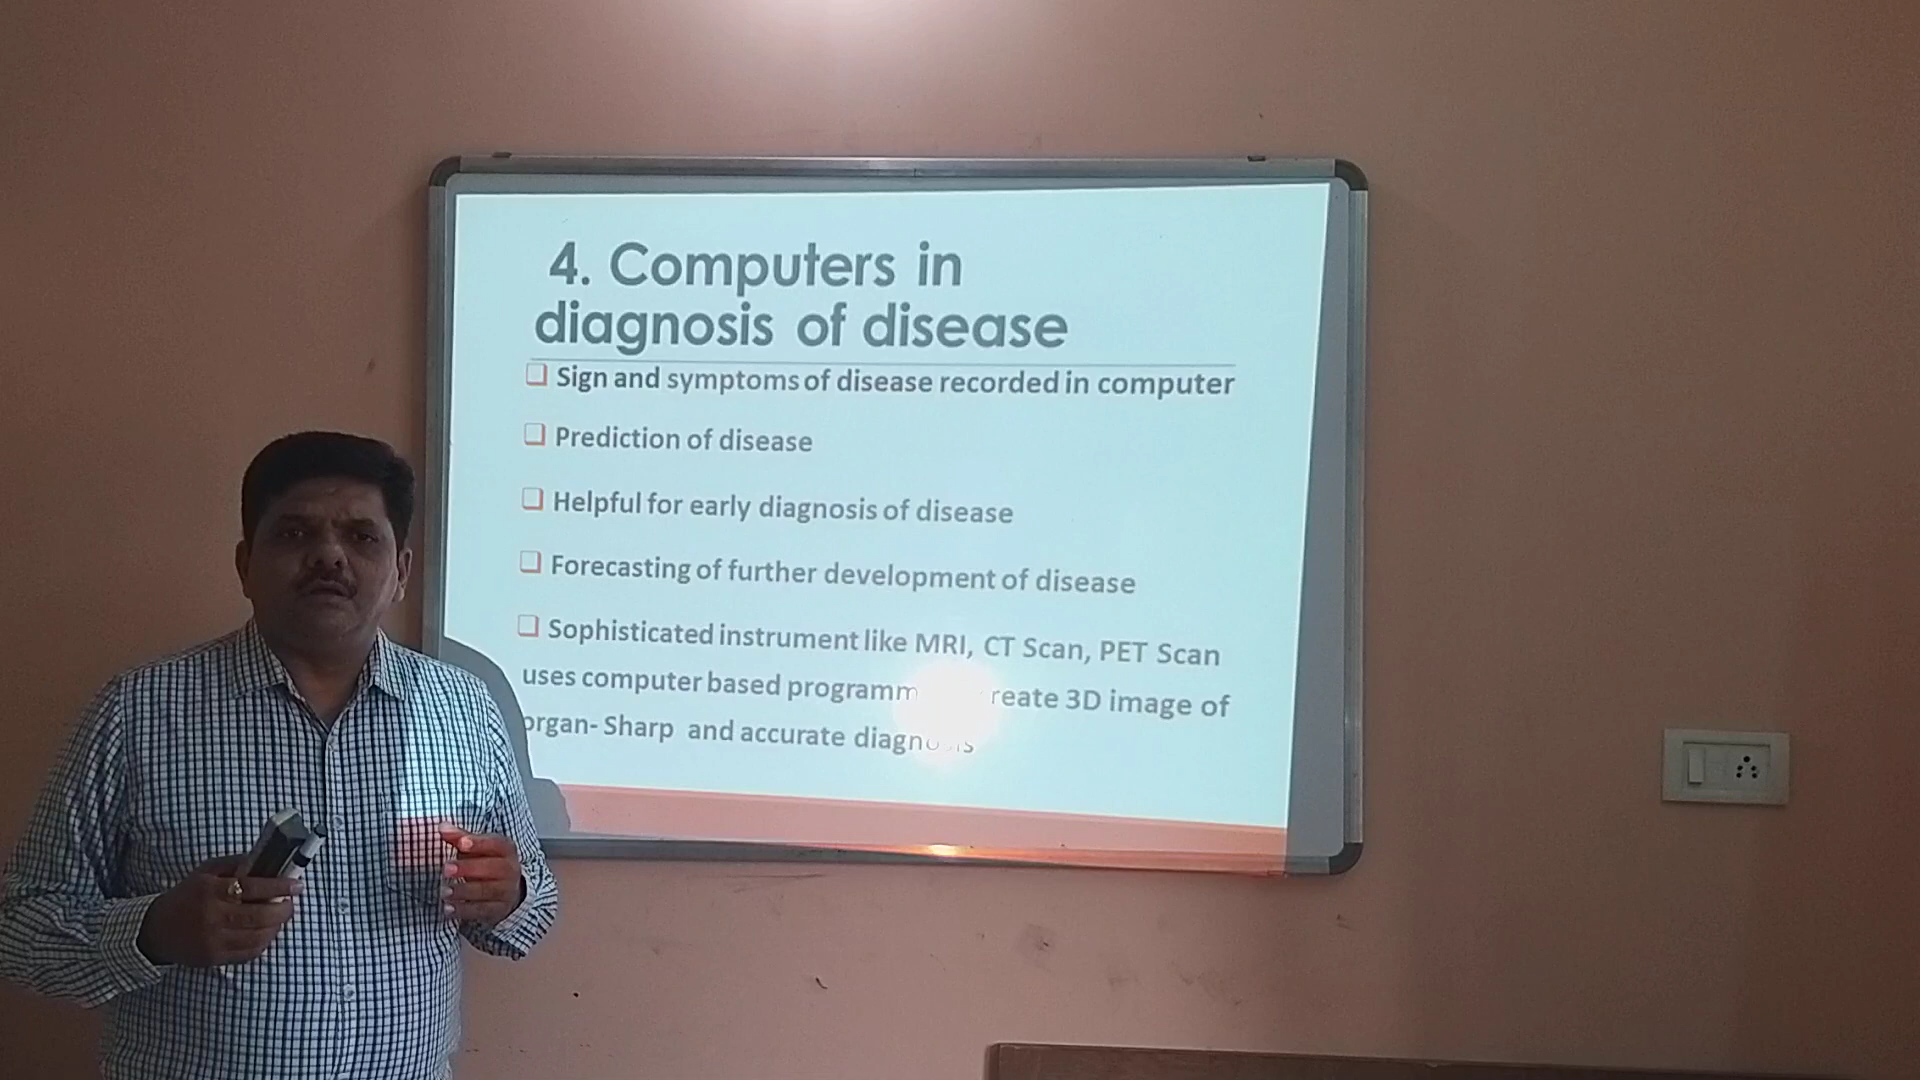 4. Computers in
diagnosis of disease
Sign and symptoms of disease recorded in computer
Prediction of disease
Helpful for early diagnosis of disease
Forecasting of further development of disease
Sophisticated instrument like MRI, CT Scan, PET Scan
uses computer based 3D image of
organ- Sharp and accurate